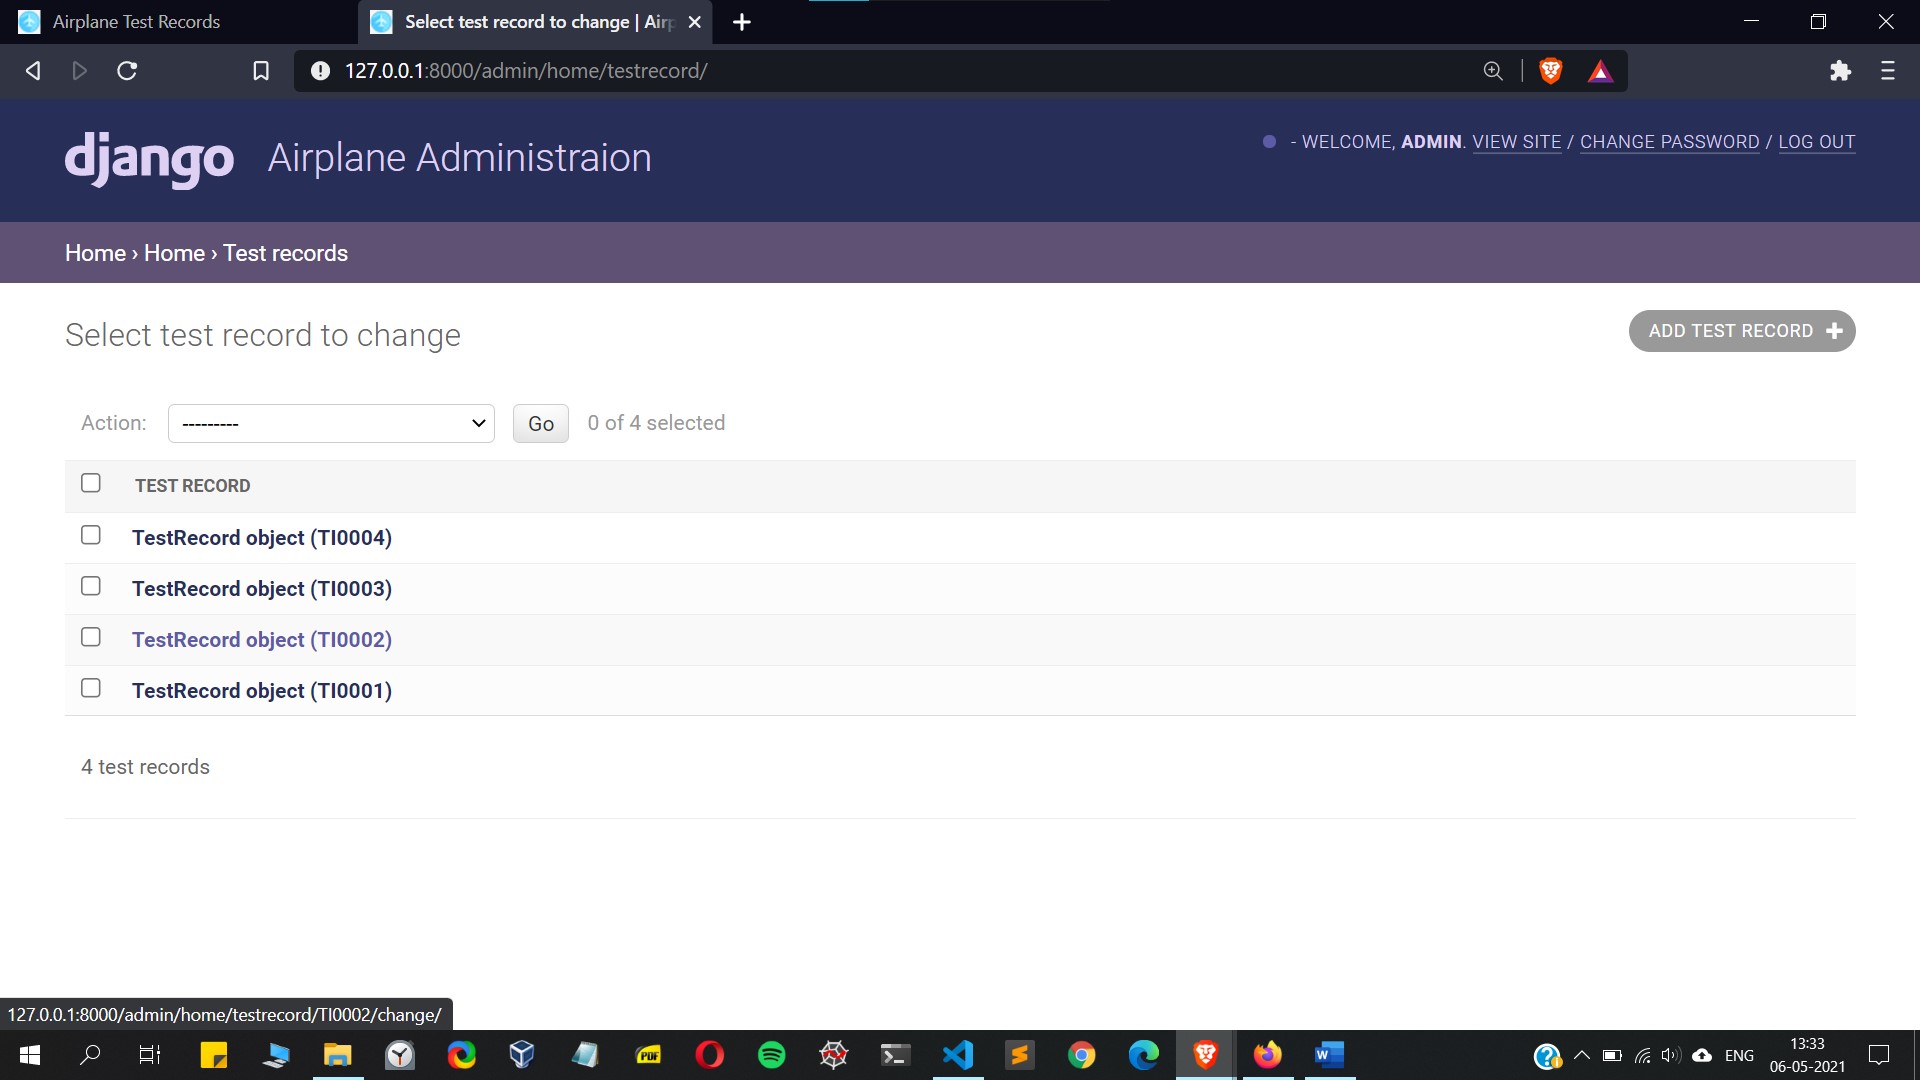 Airplane Test Records
Select test record to change | Airp
127.0.0.1:8000/admin/home/testrecord/
django
Airplane Administraion
- WELCOME, ADMIN. VIEW SITE / CHANGE PASSWORD / LOG OUT
Home › Home › Test records
Select test record to change
ADD TEST RECORD +
Action:
---------
Go
0 of 4 selected
TEST RECORD
TestRecord object (TI0004)
TestRecord object (TI0003)
TestRecord object (TI0002)
TestRecord object (TI0001)
4 test records
127.0.0.1:8000/admin/home/testrecord/TI0002/change/
PDF
W
ENG
13:33
06-05-2021